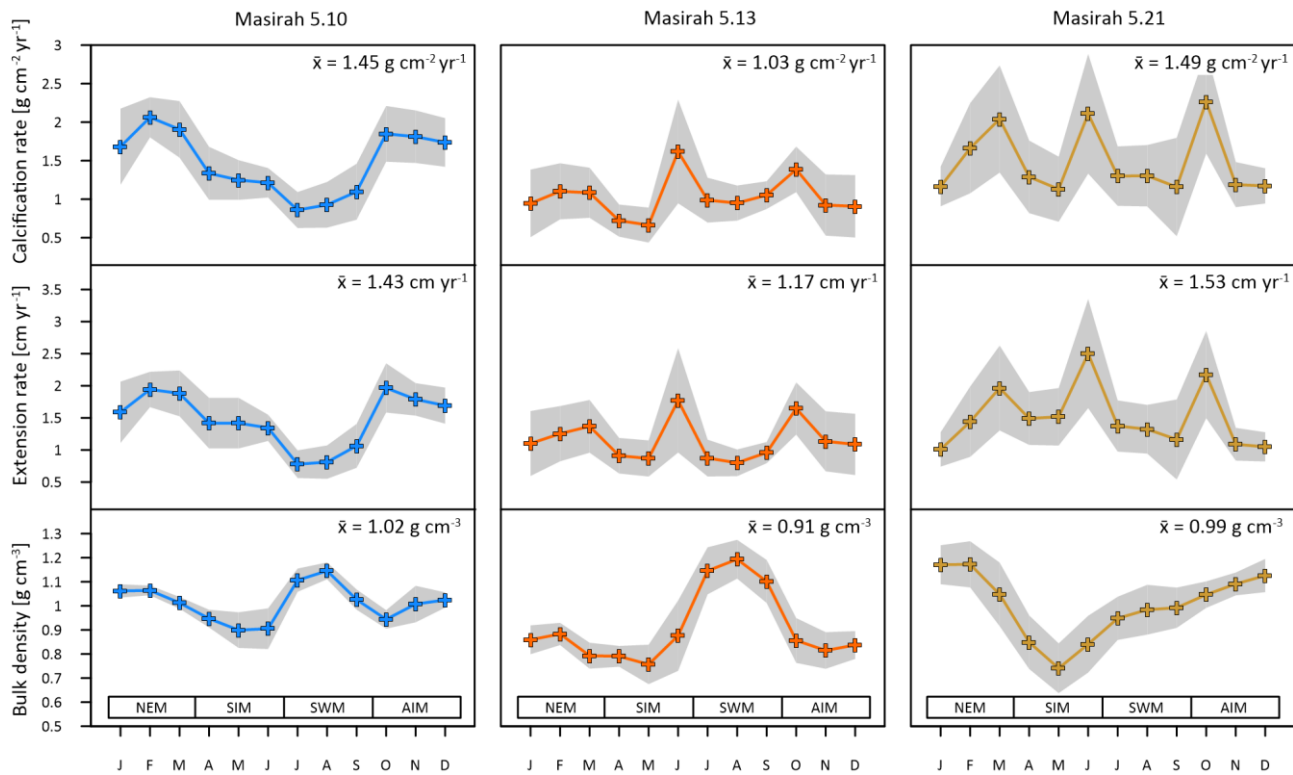 Masirah 5.10
Masirah 5.13
Masirah 5.21
Calcification rate [g cm⁻² yr⁻¹]
3
2.5
2
1.5
1
0.5
x̄ = 1.45 g cm⁻² yr⁻¹
x̄ = 1.03 g cm⁻² yr⁻¹
x̄ = 1.49 g cm⁻² yr⁻¹
Extension rate [cm yr⁻¹]
3.5
3
2.5
2
1.5
1
0.5
x̄ = 1.43 cm yr⁻¹
x̄ = 1.17 cm yr⁻¹
x̄ = 1.53 cm yr⁻¹
Bulk density [g cm⁻³]
1.3
1.2
1.1
1
0.9
0.8
0.7
0.6
0.5
x̄ = 1.02 g cm⁻³
x̄ = 0.91 g cm⁻³
x̄ = 0.99 g cm⁻³
NEM SIM SWM AIM
NEM SIM SWM AIM
NEM SIM SWM AIM
J F M A M J J A S O N D
J F M A M J J A S O N D
J F M A M J J A S O N D